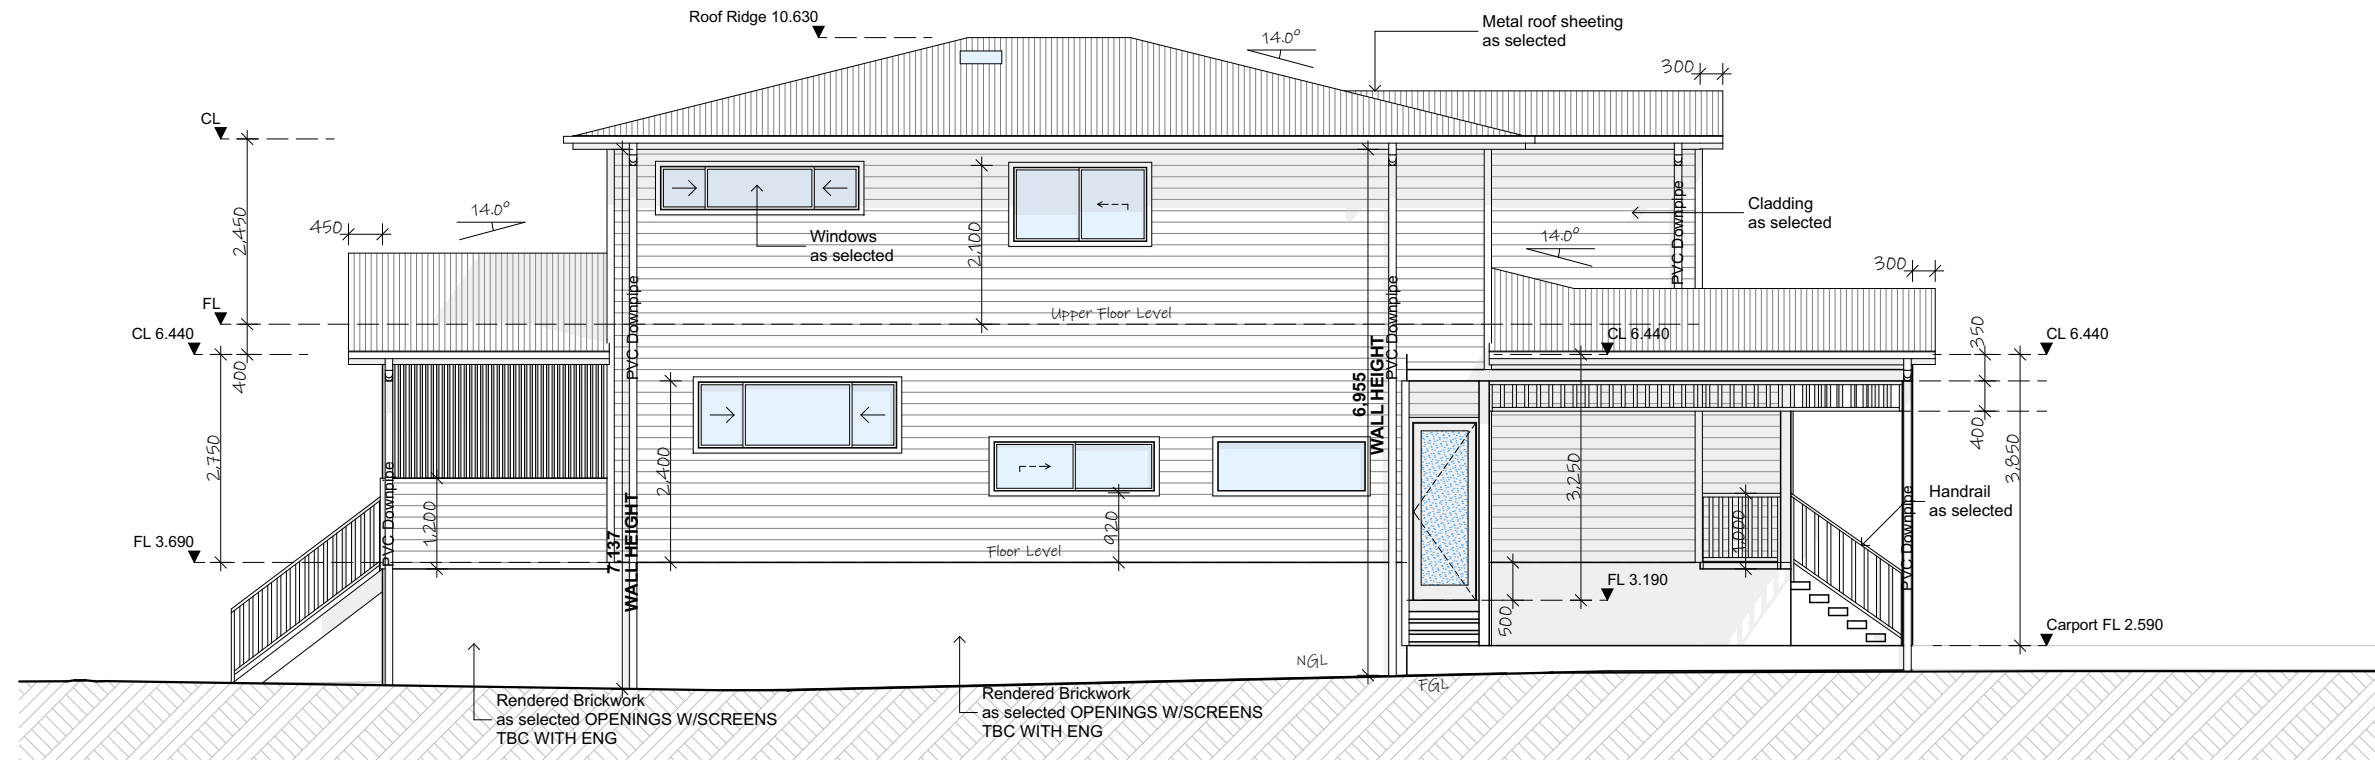 Roof Ridge 10.630
14.0°
Metal roof sheeting
as selected
300
CL
2,450
450
14.0°
Windows
as selected
2,100
PVC Downpipe
Cladding
as selected
14.0°
300
FL
Upper Floor Level
PVC Downpipe
PVC Downpipe
CL 6.440
400
CL 6.440
350
CL 6.440
6,955
WALL HEIGHT
400
2,750
2,400
3,250
3,850
Handrail
as selected
PVC Downpipe
1,200
920
1,000
PVC Downpipe
FL 3.690
Floor Level
7,137
WALL HEIGHT
FL 3.190
500
Carport FL 2.590
NGL
FGL
Rendered Brickwork
as selected OPENINGS W/SCREENS
TBC WITH ENG
Rendered Brickwork
as selected OPENINGS W/SCREENS
TBC WITH ENG